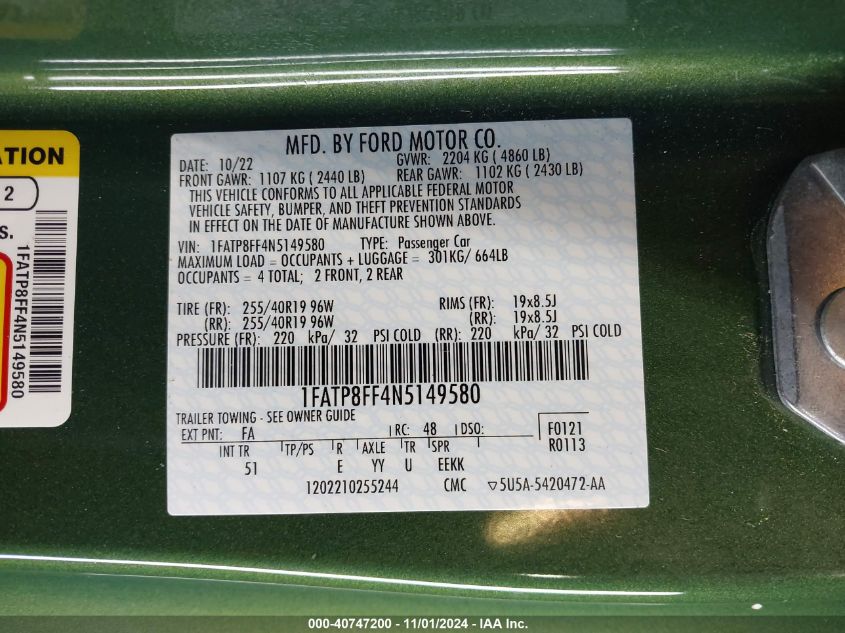 MFD. BY FORD MOTOR CO.
DATE: 10/22 GVWR: 2204 KG ( 4860 LB)
FRONT GAWR: 1107 KG ( 2440 LB) REAR GAWR: 1102 KG ( 2430 LB)
THIS VEHICLE CONFORMS TO ALL APPLICABLE FEDERAL MOTOR
VEHICLE SAFETY, BUMPER, AND THEFT PREVENTION STANDARDS
IN EFFECT ON THE DATE OF MANUFACTURE SHOWN ABOVE.
VIN: 1FATP8FF4N5149580 TYPE: Passenger Car
MAXIMUM LOAD = OCCUPANTS + LUGGAGE = 301KG/ 664LB
OCCUPANTS = 4 TOTAL; 2 FRONT, 2 REAR
TIRE (FR): 255/40R19 96W RIMS (FR): 19x8.5J
(RR): 255/40R19 96W (RR): 19x8.5J
PRESSURE (FR): 220 kPa/ 32 PSI COLD (RR): 220 kPa/ 32 PSI COLD
1FATP8FF4N5149580
TRAILER TOWING - SEE OWNER GUIDE
EXT PNT: FA RC: 48 DSO: F0121
INT TR TP/PS R AXLE TR SPR R0113
51 E YY U EEKK
1202210255244 CMC ▽5U5A-5420472-AA
ATION
2
s.
1FATP8FF4N5149580
000-40747200 - 11/01/2024 - IAA Inc.